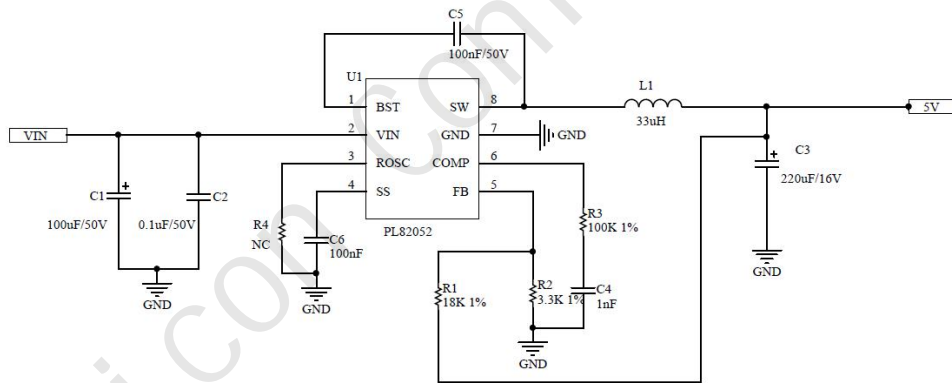 C5
100nF/50V
U1
L1
1
BST
SW
8
5V
VIN
2
VIN
GND
7
GND
33uH
3
ROSC
COMP
6
C3
220uF/16V
4
SS
FB
5
C1
100uF/50V
C2
0.1uF/50V
R4
NC
C6
100nF
PL82052
R3
100K 1%
GND
GND
GND
R1
18K 1%
R2
3.3K 1%
C4
1nF
GND